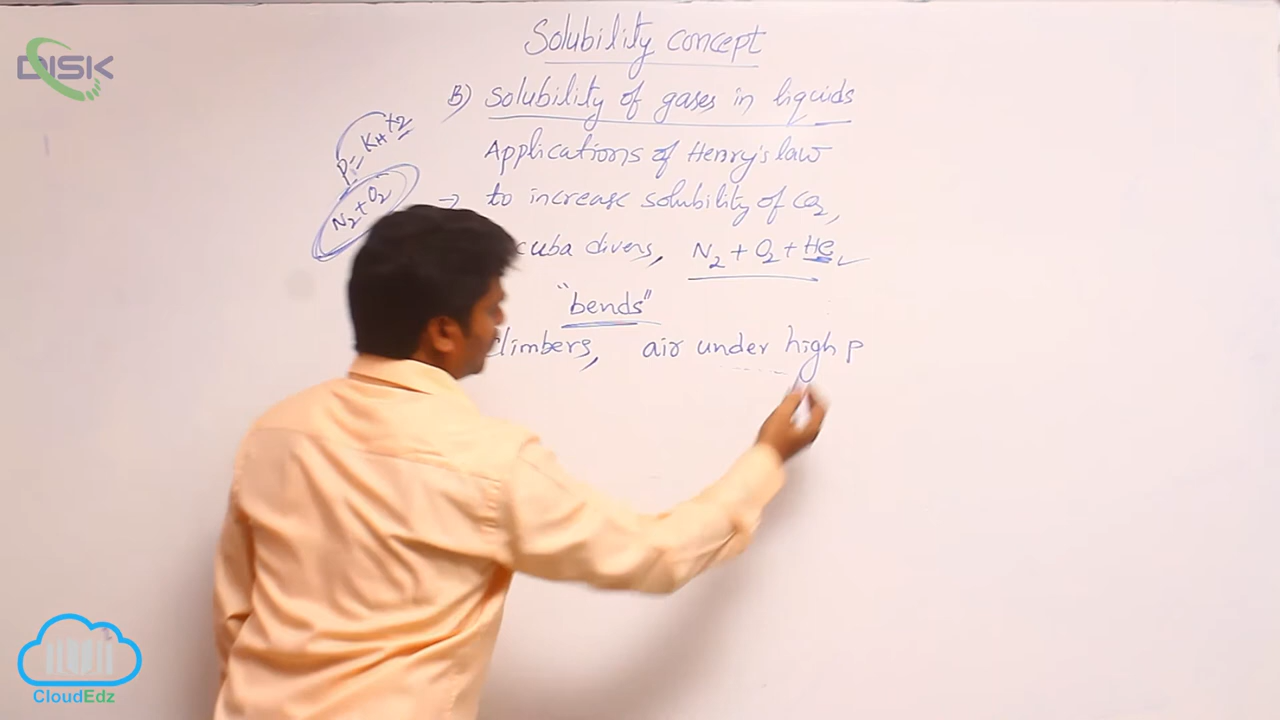 DISK
Solubility concept
B) Solubility of gases in liquids
Applications of Henry's law
P = KH x2
N2 + O2
→ to increase solubility of CO2,
cuba divers, N2 + O2 + He ✓
"bends"
climbers, air under high P
CloudEdz